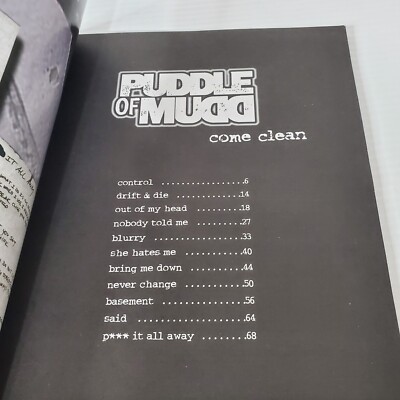 PUDDLE
OF MUDD
come clean
control ................6
drift & die .............14
out of my head .........18
nobody told me .........27
blurry .................33
she hates me ...........40
bring me down ..........44
never change ...........50
basement ...............56
said ...................64
p*** it all away ........68
IT ALL